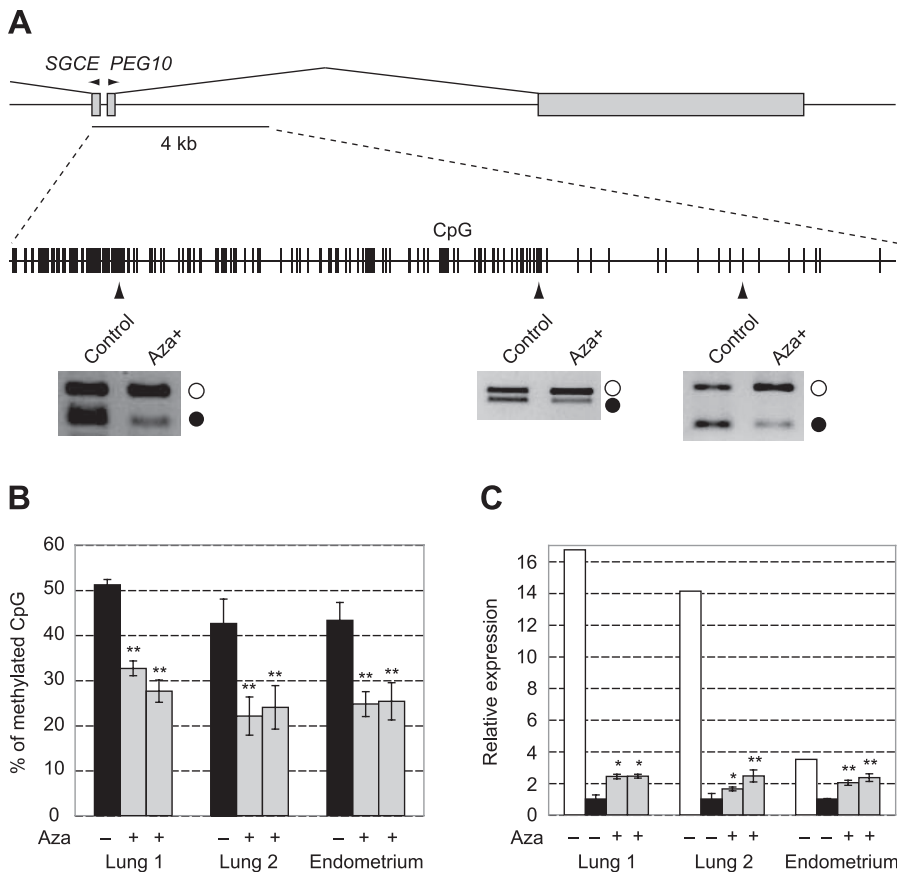 A
SGCE PEG10
4 kb
CpG
Control Aza+
Control Aza+
Control Aza+
B
% of methylated CpG
60
50
40
30
20
10
0
** **
** **
** **
Aza – + + – + + – + +
Lung 1 Lung 2 Endometrium
C
Relative expression
16
14
12
10
8
6
4
2
0
* *
* **
** **
Aza – – + + – – + + – – + +
Lung 1 Lung 2 Endometrium